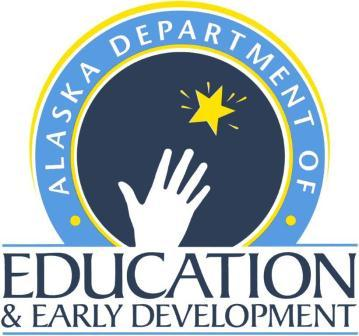 • ALASKA DEPARTMENT OF •
EDUCATION
& EARLY DEVELOPMENT